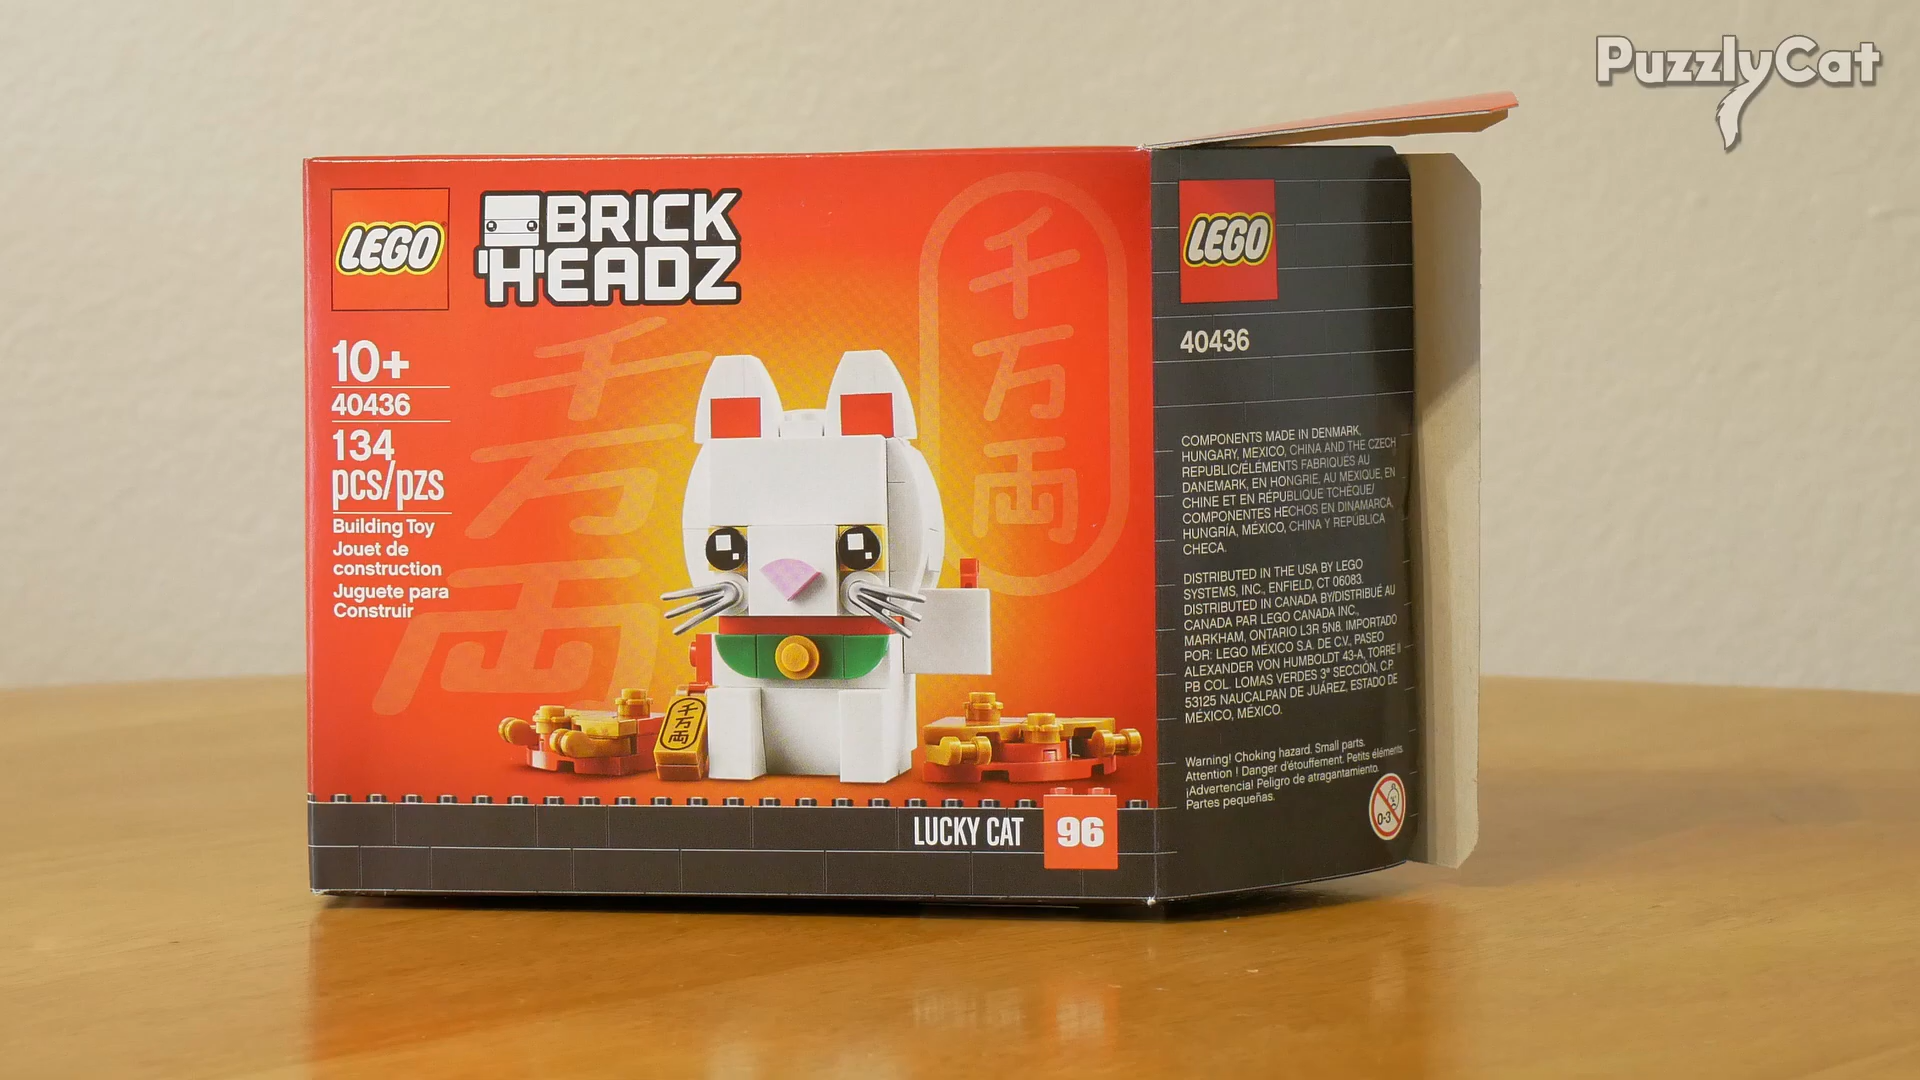 PuzzlyCat
LEGO
BRICK
HEADZ
10+
40436
134
pcs/pzs
Building Toy
Jouet de
construction
Juguete para
Construir
千
万
両
千
万
両
千
万
両
LUCKY CAT
96
LEGO
40436
COMPONENTS MADE IN DENMARK,
HUNGARY, MEXICO, CHINA AND THE CZECH
REPUBLIC/ÉLÉMENTS FABRIQUÉS AU
DANEMARK, EN HONGRIE, AU MEXIQUE, EN
CHINE ET EN RÉPUBLIQUE TCHÈQUE/
COMPONENTES HECHOS EN DINAMARCA,
HUNGRÍA, MÉXICO, CHINA Y REPÚBLICA
CHECA.
DISTRIBUTED IN THE USA BY LEGO
SYSTEMS, INC., ENFIELD, CT 06083.
DISTRIBUTED IN CANADA BY/DISTRIBUÉ AU
CANADA PAR LEGO CANADA INC.,
MARKHAM, ONTARIO L3R 5N8. IMPORTADO
POR: LEGO MÉXICO S.A. DE C.V., PASEO
ALEXANDER VON HUMBOLDT 43-A, TORRE II
PB COL. LOMAS VERDES 3ª SECCIÓN, C.P.
53125 NAUCALPAN DE JUÁREZ, ESTADO DE
MÉXICO, MÉXICO.
Warning! Choking hazard. Small parts.
Attention ! Danger d'étouffement. Petits éléments.
¡Advertencia! Peligro de atragantamiento.
Partes pequeñas.
0-3